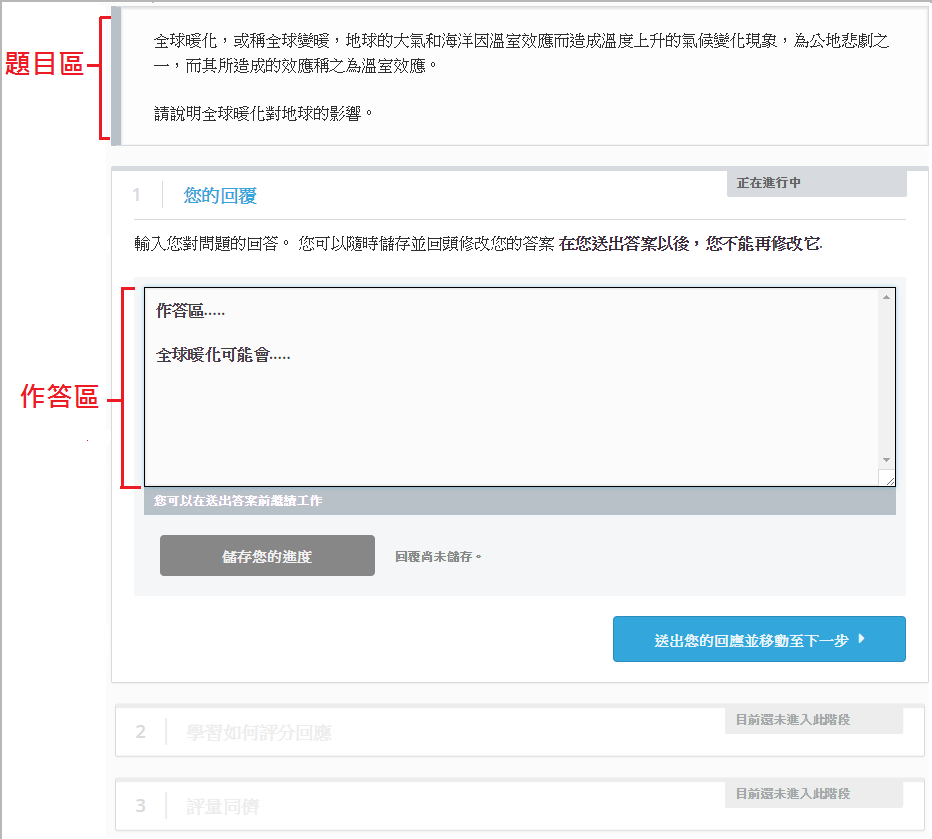 題目區
全球暖化，或稱全球變暖，地球的大氣和海洋因溫室效應而造成溫度上升的氣候變化現象，為公地悲劇之
一，而其所造成的效應稱之為溫室效應。
請說明全球暖化對地球的影響。
1 您的回覆 正在進行中
輸入您對問題的回答。 您可以隨時儲存並回頭修改您的答案 在您送出答案以後，您不能再修改它.
作答區
作答區.....
全球暖化可能會.....
您可以在送出答案前繼續工作
儲存您的進度 回覆尚未儲存。
送出您的回應並移動至下一步
2 學習如何評分回應 目前還未進入此階段
3 評量同儕 目前還未進入此階段